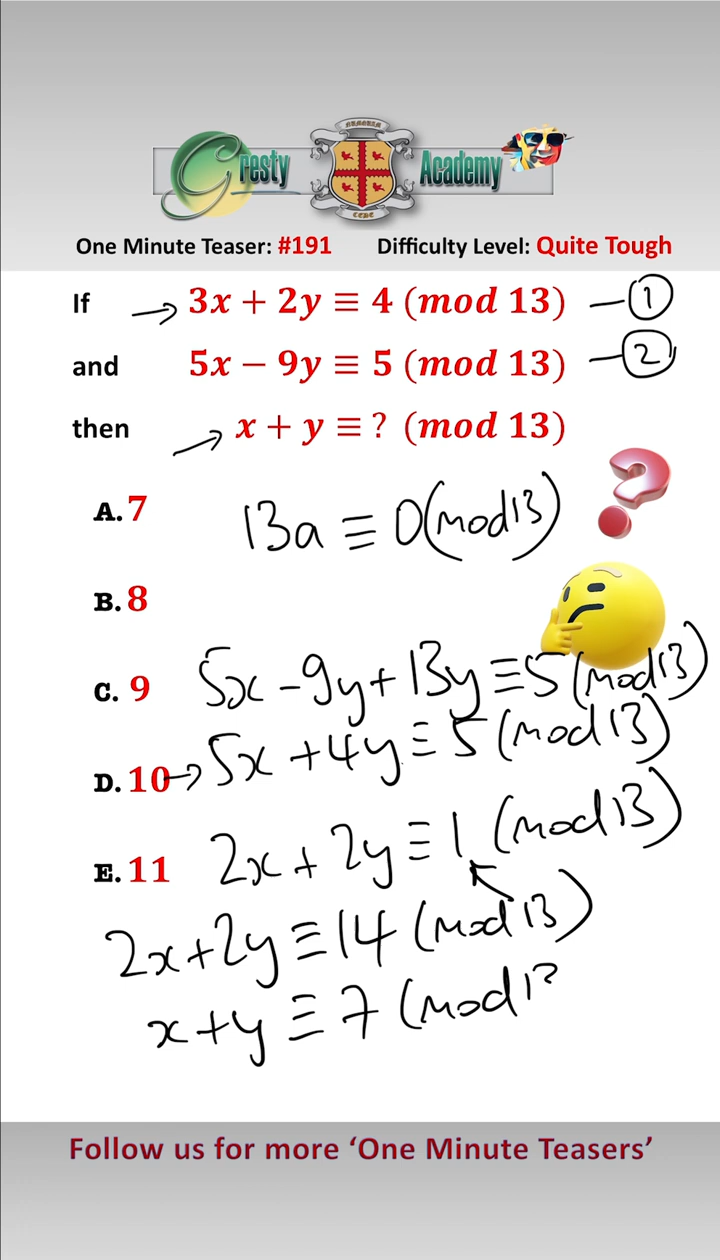 MEMORIA
Gresty Academy
CEDE
One Minute Teaser: #191 Difficulty Level: Quite Tough
If → 3x + 2y ≡ 4 (mod 13) — ①
and 5x − 9y ≡ 5 (mod 13) — ②
then → x + y ≡ ? (mod 13)
A. 7
13a ≡ 0(mod13)
B. 8
C. 9 5x - 9y + 13y ≡ 5 (mod 13)
D. 10 → 5x + 4y ≡ 5 (mod 13)
E. 11 2x + 2y ≡ 1 (mod 13)
2x + 2y ≡ 14 (mod 13)
x + y ≡ 7 (mod 13
Follow us for more ‘One Minute Teasers’